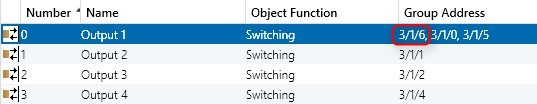 Number Name Object Function Group Address
0 Output 1 Switching 3/1/6, 3/1/0, 3/1/5
1 Output 2 Switching 3/1/1
2 Output 3 Switching 3/1/2
3 Output 4 Switching 3/1/4